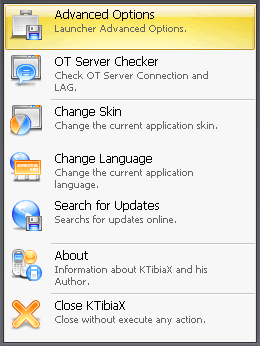 Advanced Options
Launcher Advanced Options.
OT Server Checker
Check OT Server Connection and
LAG.
Change Skin
Change the current application skin.
Change Language
Change the current application
language.
Search for Updates
Searchs for updates online.
About
Information about KTibiaX and his
Author.
Close KTibiaX
Close without execute any action.